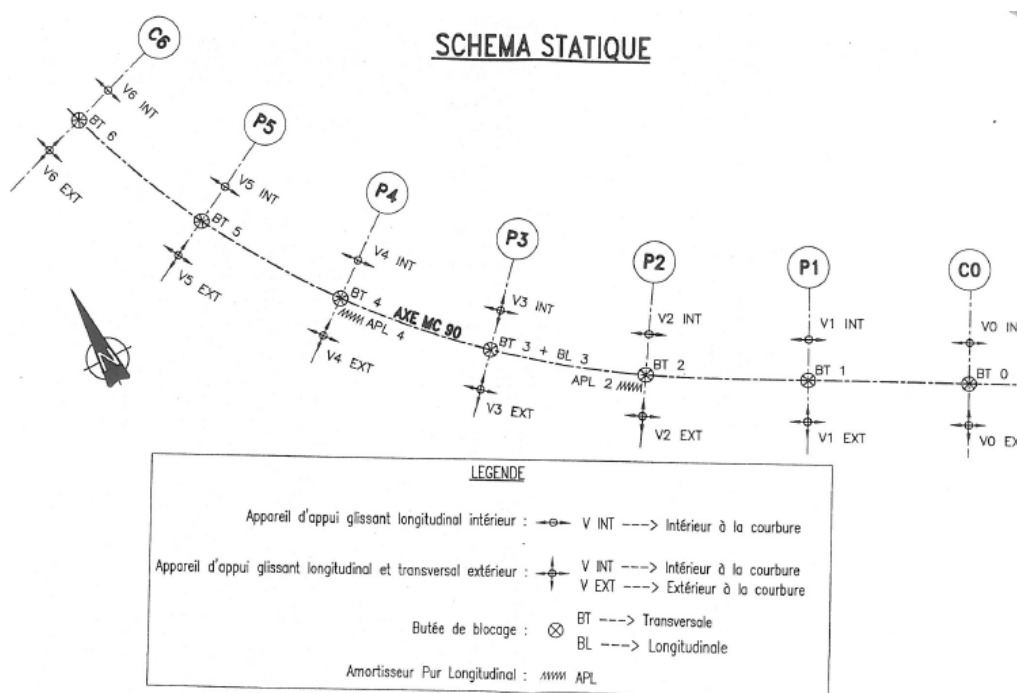 SCHEMA STATIQUE
C6
V6 INT
BT 6
V6 EXT
P5
V5 INT
BT 5
V5 EXT
P4
V4 INT
BT 4
APL 4
V4 EXT
AXE MC 90
P3
V3 INT
BT 3 + BL 3
V3 EXT
P2
V2 INT
BT 2
APL 2
V2 EXT
P1
V1 INT
BT 1
V1 EXT
C0
V0 IN
BT 0
V0 EX
N
LEGENDE
Appareil d'appui glissant longitudinal intérieur : V INT ---> Intérieur à la courbure
Appareil d'appui glissant longitudinal et transversal extérieur : V INT ---> Intérieur à la courbure
V EXT ---> Extérieur à la courbure
Butée de blocage : BT ---> Transversale
BL ---> Longitudinale
Amortisseur Pur Longitudinal : APL